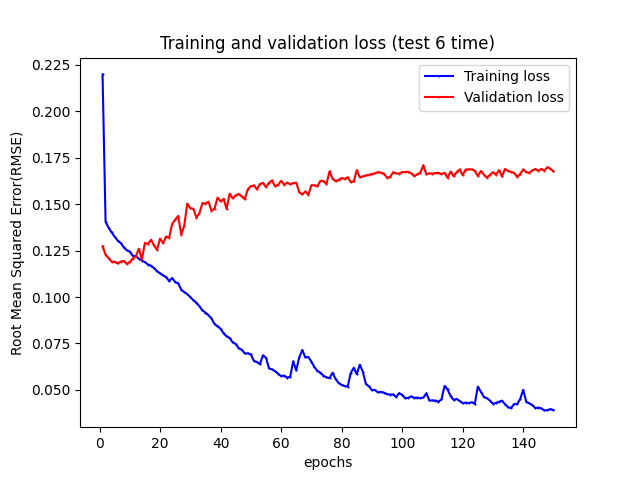 Training and validation loss (test 6 time)
Training loss
Validation loss
Root Mean Squared Error(RMSE)
0.225
0.200
0.175
0.150
0.125
0.100
0.075
0.050
0 20 40 60 80 100 120 140
epochs